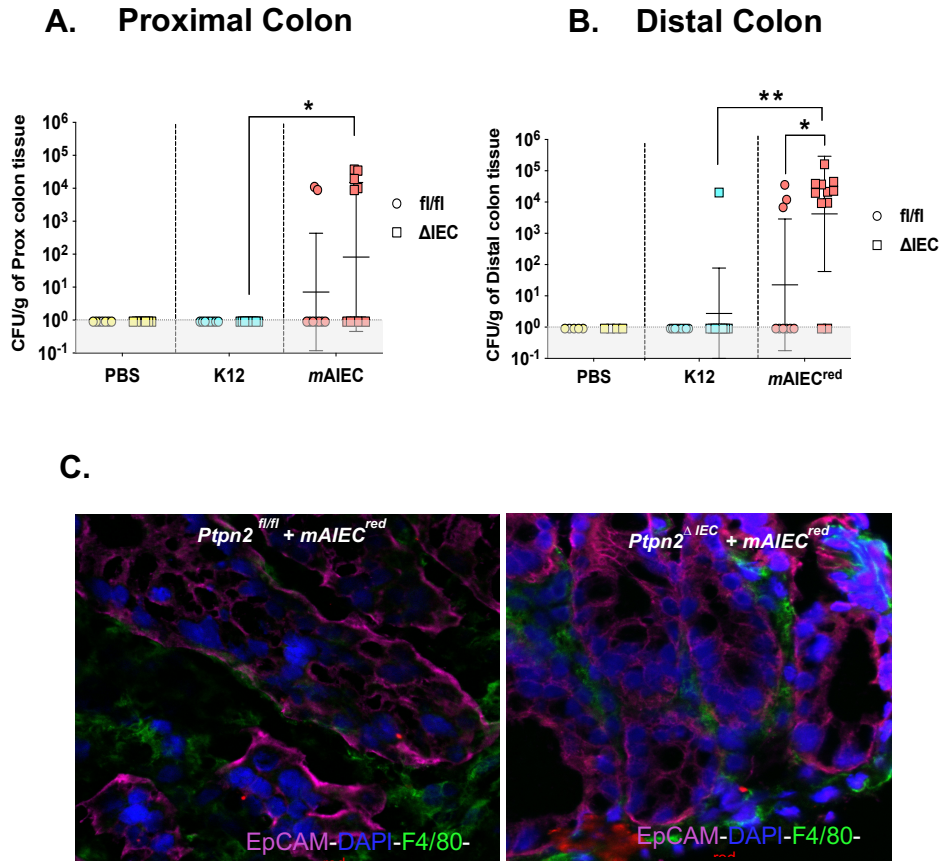 A. Proximal Colon
B. Distal Colon
*
**
*
CFU/g of Prox colon tissue
10^6
10^5
10^4
10^3
10^2
10^1
10^0
10^-1
PBS
K12
mAIEC
fl/fl
ΔIEC
CFU/g of Distal colon tissue
10^6
10^5
10^4
10^3
10^2
10^1
10^0
10^-1
PBS
K12
mAIEC^red
fl/fl
ΔIEC
C.
Ptpn2^fl/fl + mAIEC^red
EpCAM-DAPI-F4/80-
Ptpn2^Δ IEC + mAIEC^red
EpCAM-DAPI-F4/80-
red